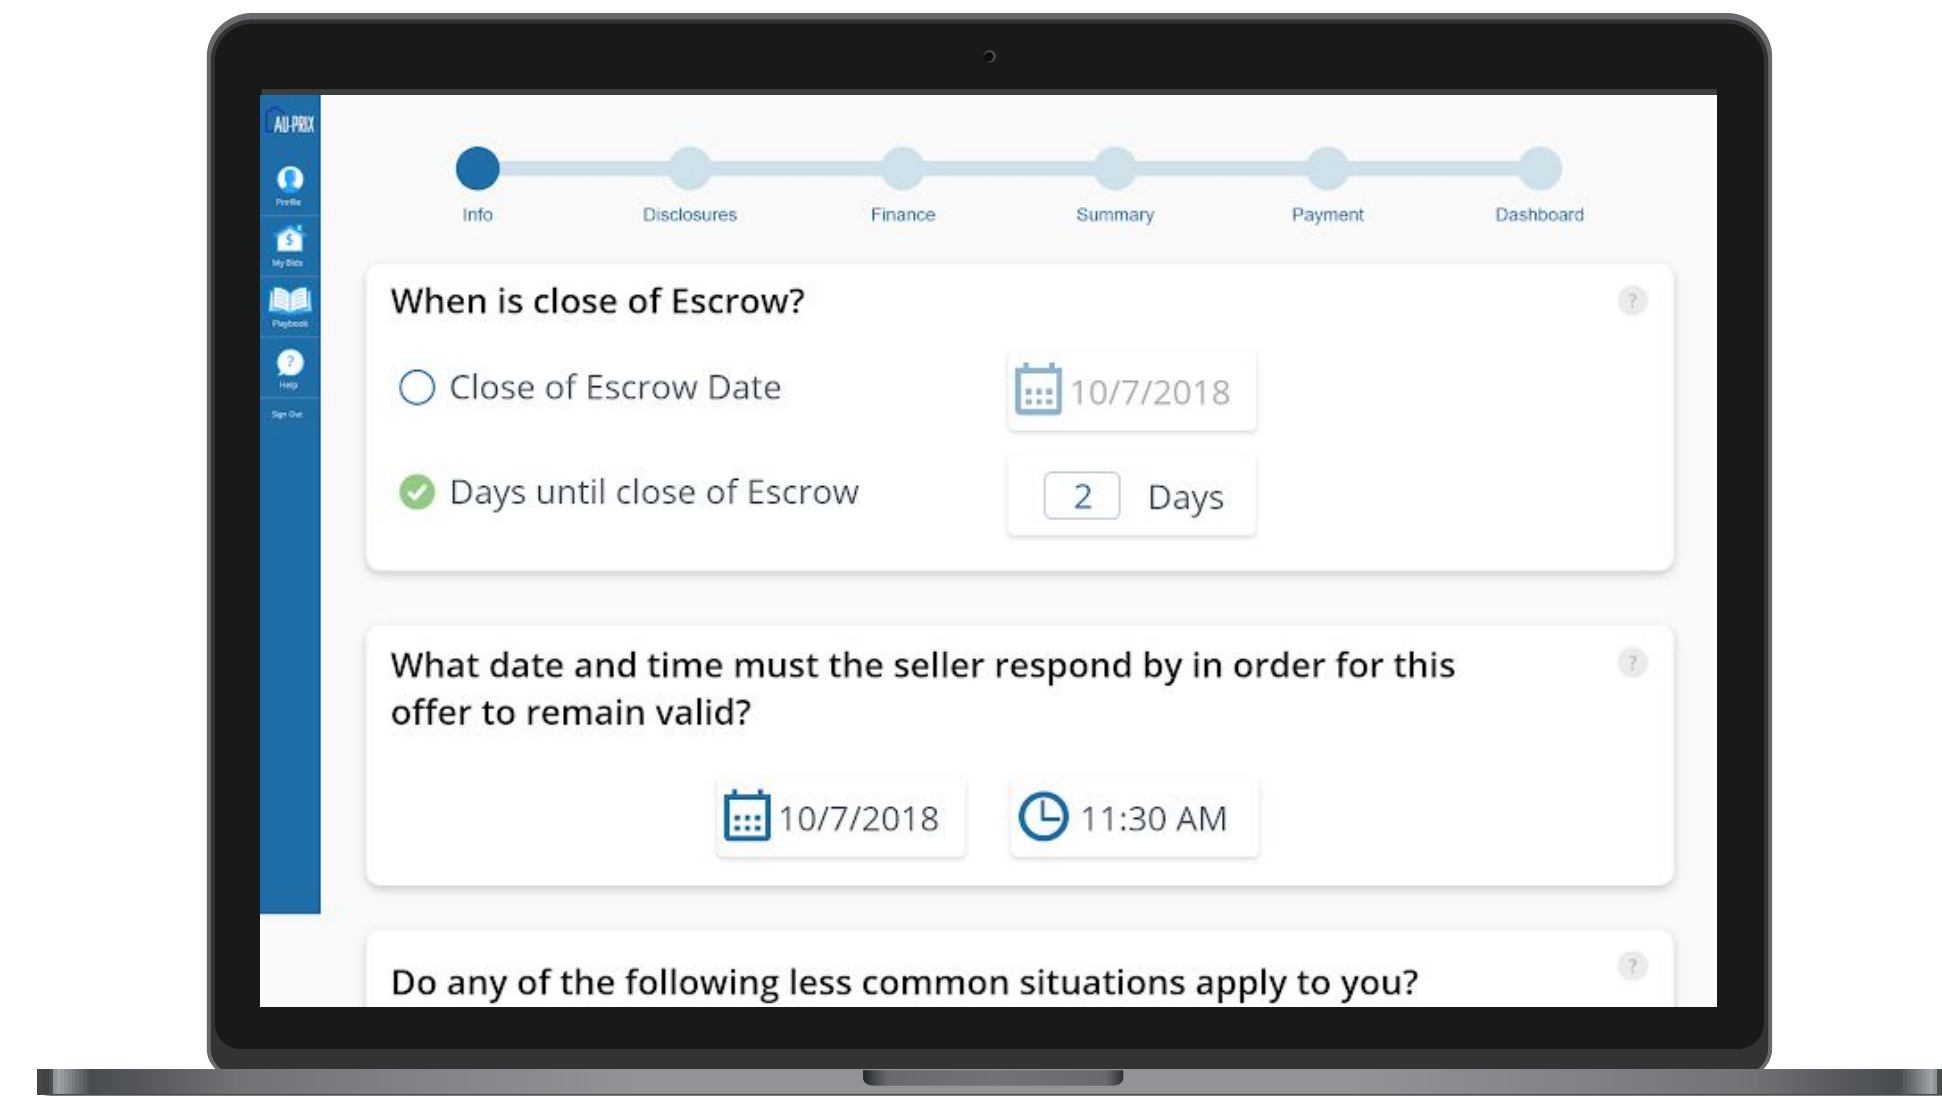 AU-PRIX
Profile
My Bids
Playbook
Help
Sign Out
Info Disclosures Finance Summary Payment Dashboard
When is close of Escrow? ?
Close of Escrow Date 10/7/2018
Days until close of Escrow 2 Days
What date and time must the seller respond by in order for this ?
offer to remain valid?
10/7/2018 11:30 AM
Do any of the following less common situations apply to you? ?